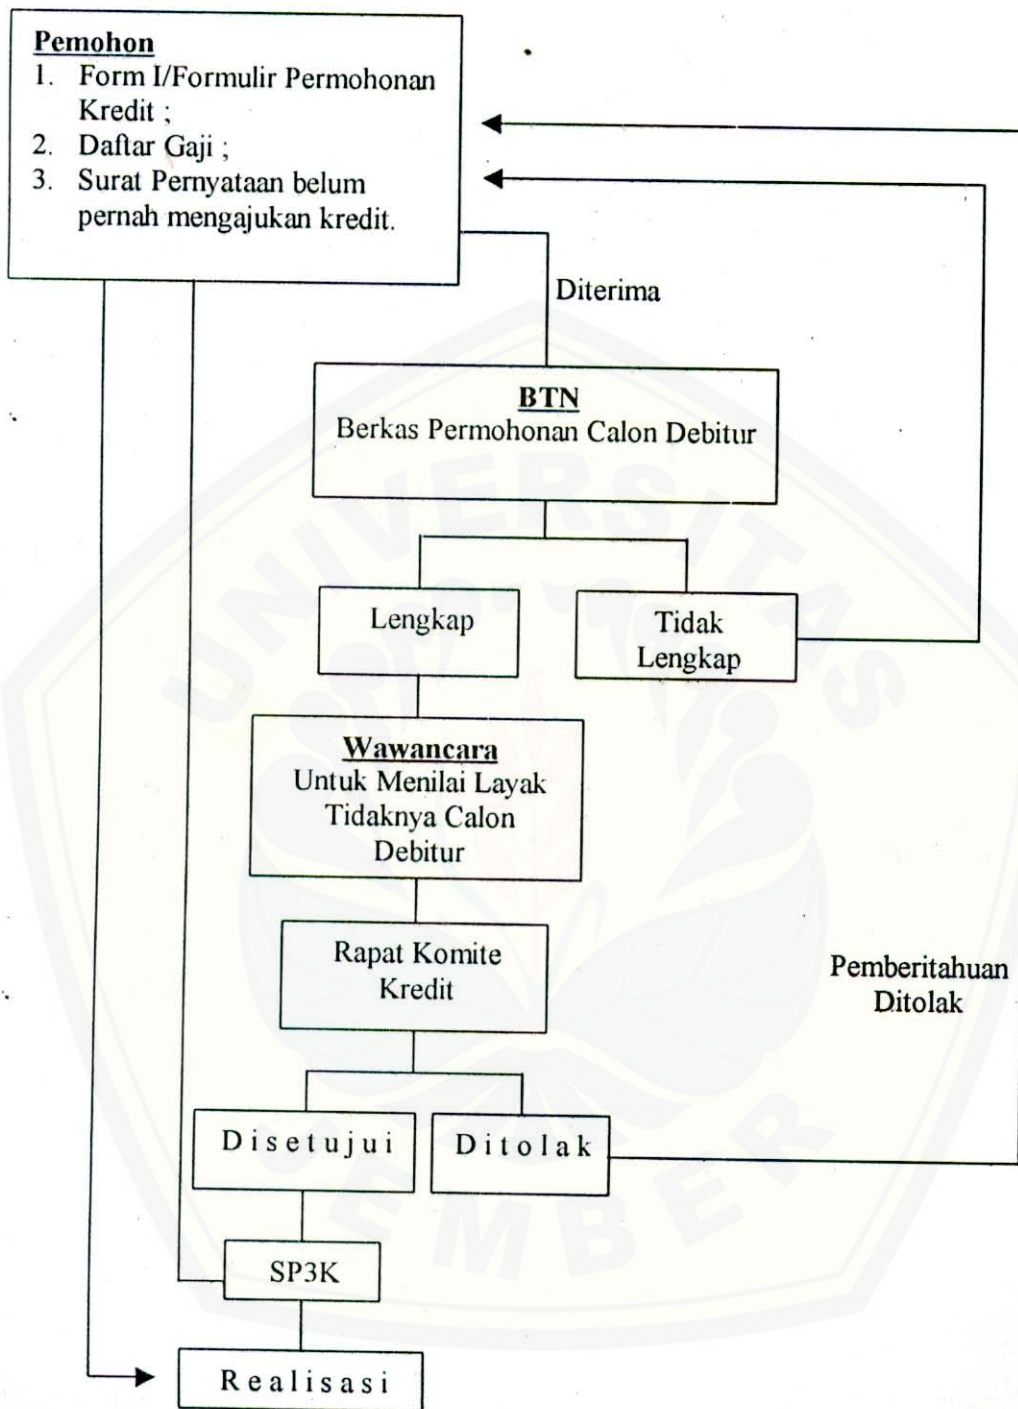 Pemohon
1. Form I/Formulir Permohonan
Kredit ;
2. Daftar Gaji ;
3. Surat Pernyataan belum
pernah mengajukan kredit.
Diterima
BTN
Berkas Permohonan Calon Debitur
Lengkap
Tidak
Lengkap
Wawancara
Untuk Menilai Layak
Tidaknya Calon
Debitur
Rapat Komite
Kredit
Pemberitahuan
Ditolak
Disetujui
Ditolak
SP3K
Realisasi
UNIVERSITAS
JEMBER